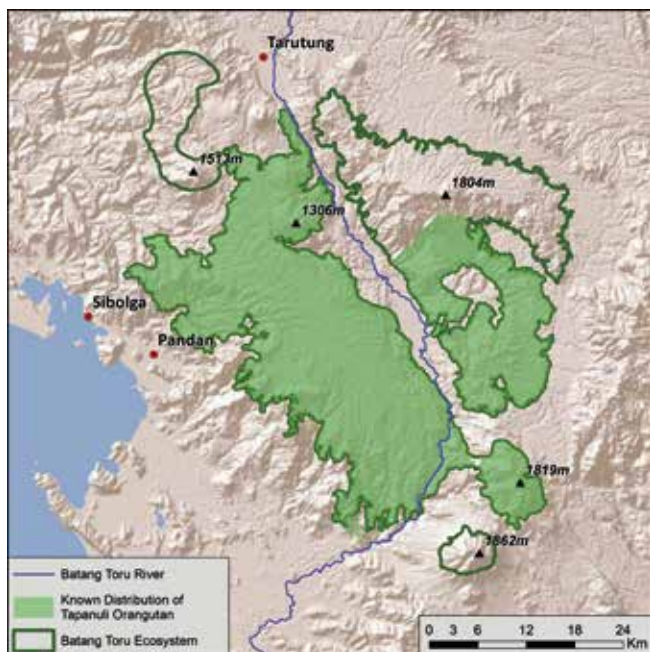 Tarutung
1513m
1804m
1306m
Sibolga
Pandan
1819m
1862m
Batang Toru River
Known Distribution of
Tapanuli Orangutan
Batang Toru Ecosystem
0 3 6 12 18 24
Km